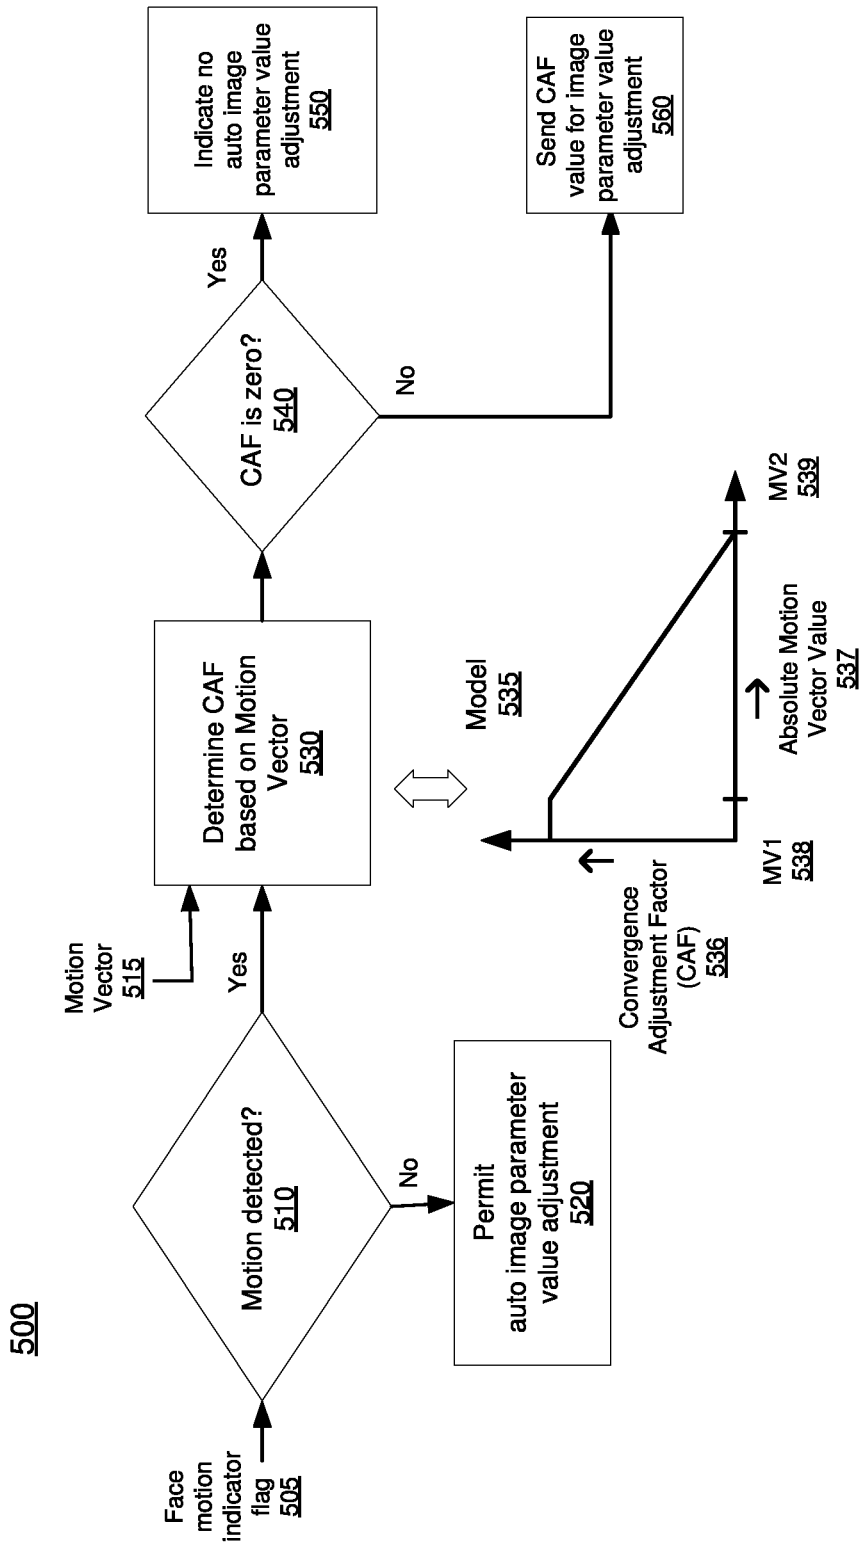 500
Face
motion
indicator
flag
505
Motion detected?
510
No
Permit
auto image parameter
value adjustment
520
Yes
Motion
Vector
515
Determine CAF
based on Motion
Vector
530
Model
535
Convergence
Adjustment Factor
(CAF)
536
MV1
538
Absolute Motion
Vector Value
537
MV2
539
CAF is zero?
540
Yes
Indicate no
auto image
parameter value
adjustment
550
No
Send CAF
value for image
parameter value
adjustment
560